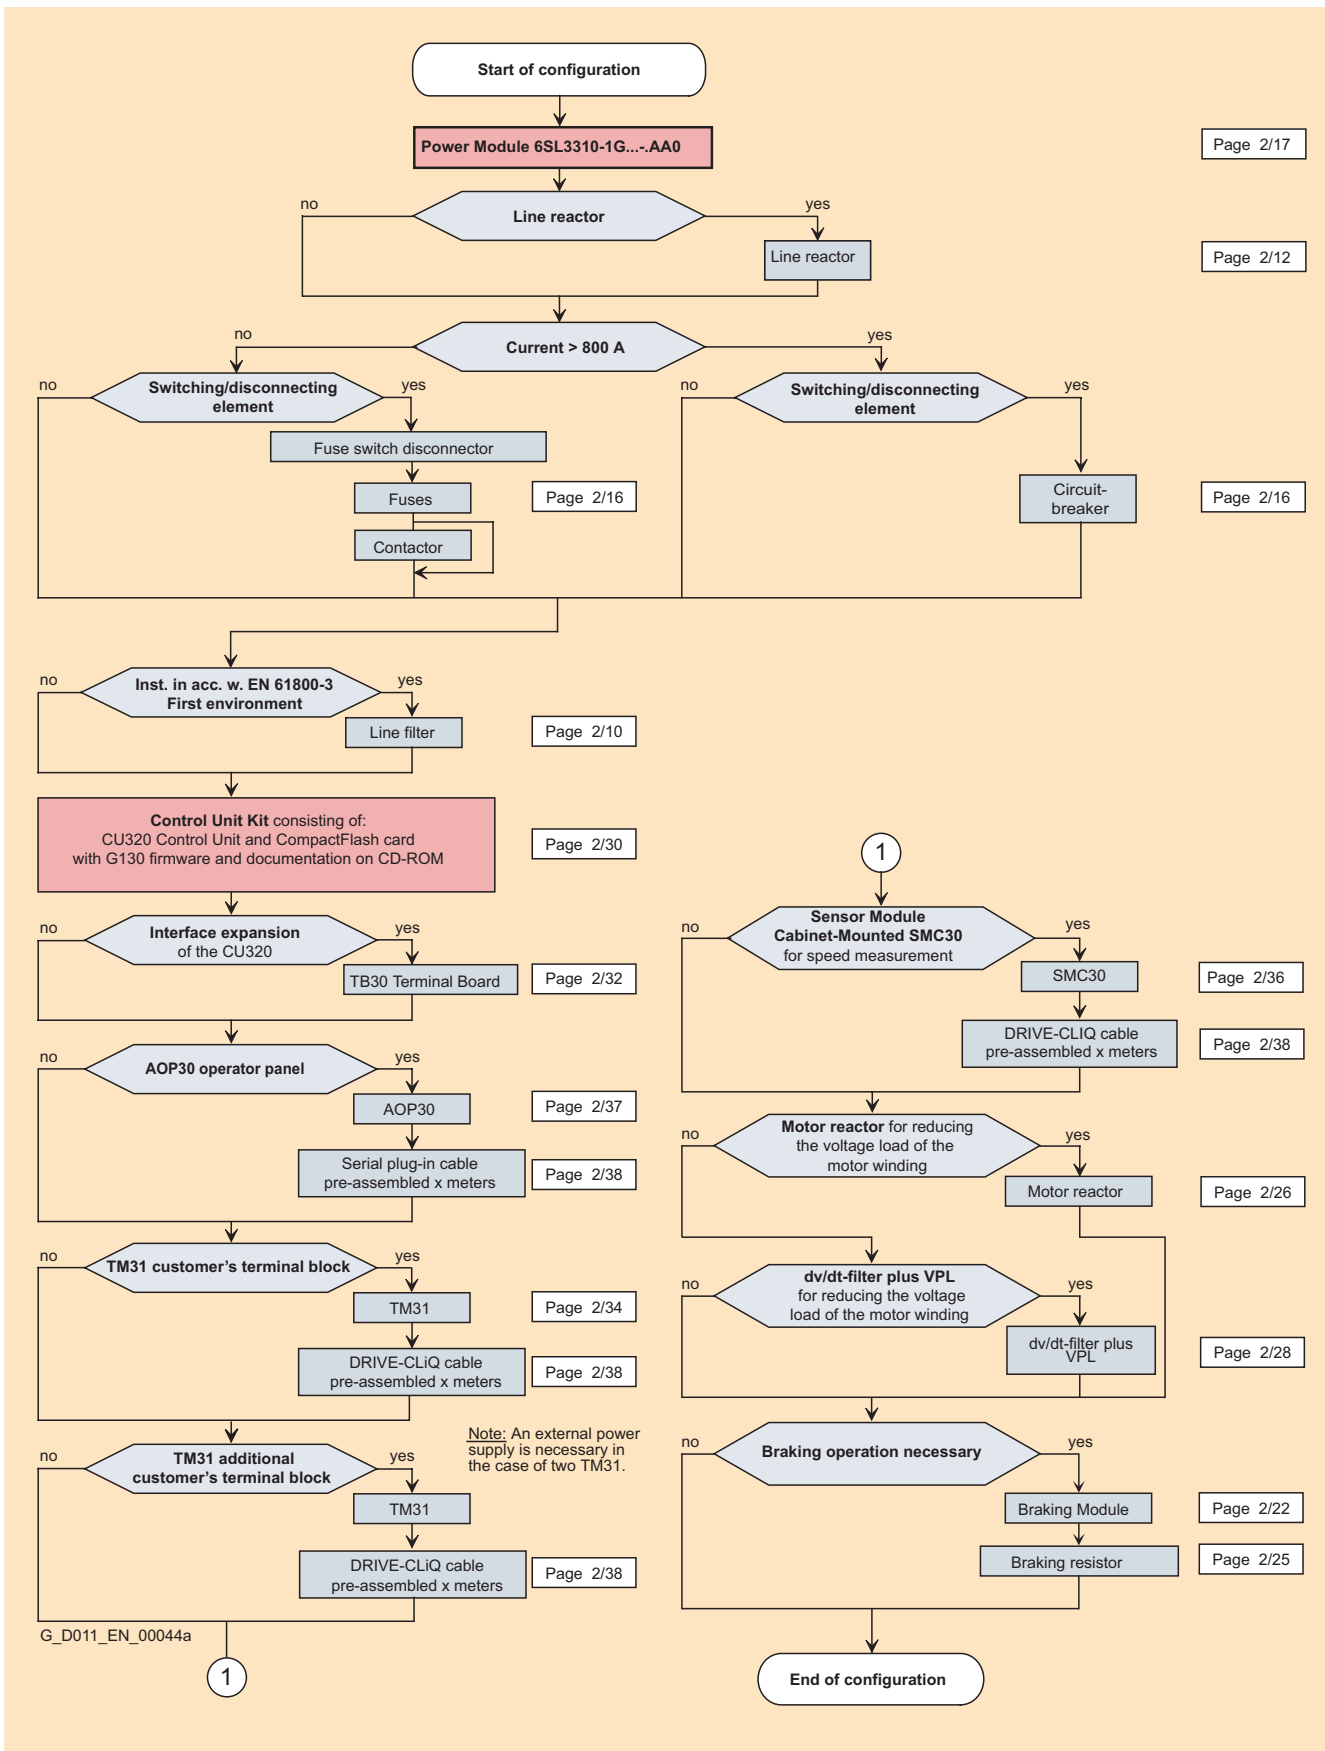 Start of configuration
Power Module 6SL3310-1G...-.AA0
Page 2/17
no
Line reactor
yes
Line reactor
Page 2/12
no
Current > 800 A
yes
no
Switching/disconnecting
element
yes
no
Switching/disconnecting
element
yes
Fuse switch disconnector
Fuses
Page 2/16
Contactor
Circuit-
breaker
Page 2/16
no
Inst. in acc. w. EN 61800-3
First environment
yes
Line filter
Page 2/10
Control Unit Kit consisting of:
CU320 Control Unit and CompactFlash card
with G130 firmware and documentation on CD-ROM
Page 2/30
no
Interface expansion
of the CU320
yes
TB30 Terminal Board
Page 2/32
no
AOP30 operator panel
yes
AOP30
Page 2/37
Serial plug-in cable
pre-assembled x meters
Page 2/38
no
TM31 customer's terminal block
yes
TM31
Page 2/34
DRIVE-CLiQ cable
pre-assembled x meters
Page 2/38
no
TM31 additional
customer's terminal block
yes
Note: An external power
supply is necessary in
the case of two TM31.
TM31
DRIVE-CLiQ cable
pre-assembled x meters
Page 2/38
G_D011_EN_00044a
1
1
no
Sensor Module
Cabinet-Mounted SMC30
for speed measurement
yes
SMC30
Page 2/36
DRIVE-CLIQ cable
pre-assembled x meters
Page 2/38
no
Motor reactor for reducing
the voltage load of the
motor winding
yes
Motor reactor
Page 2/26
no
dv/dt-filter plus VPL
for reducing the voltage
load of the motor winding
yes
dv/dt-filter plus
VPL
Page 2/28
no
Braking operation necessary
yes
Braking Module
Page 2/22
Braking resistor
Page 2/25
End of configuration